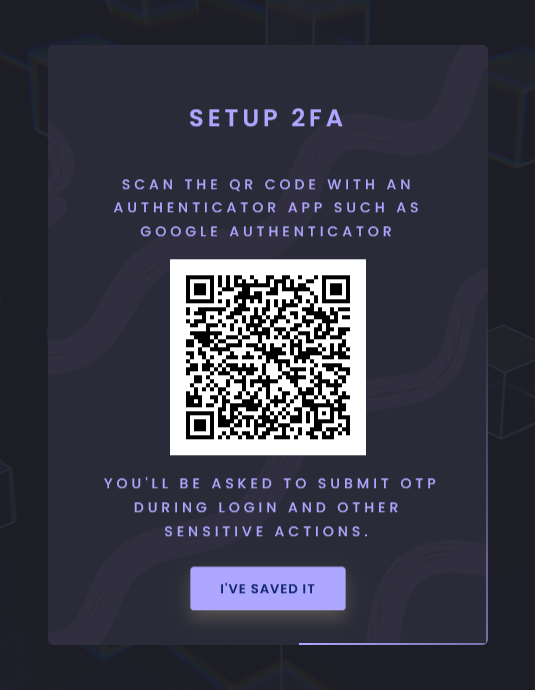 SETUP 2FA
SCAN THE QR CODE WITH AN
AUTHENTICATOR APP SUCH AS
GOOGLE AUTHENTICATOR
YOU'LL BE ASKED TO SUBMIT OTP
DURING LOGIN AND OTHER
SENSITIVE ACTIONS.
I'VE SAVED IT